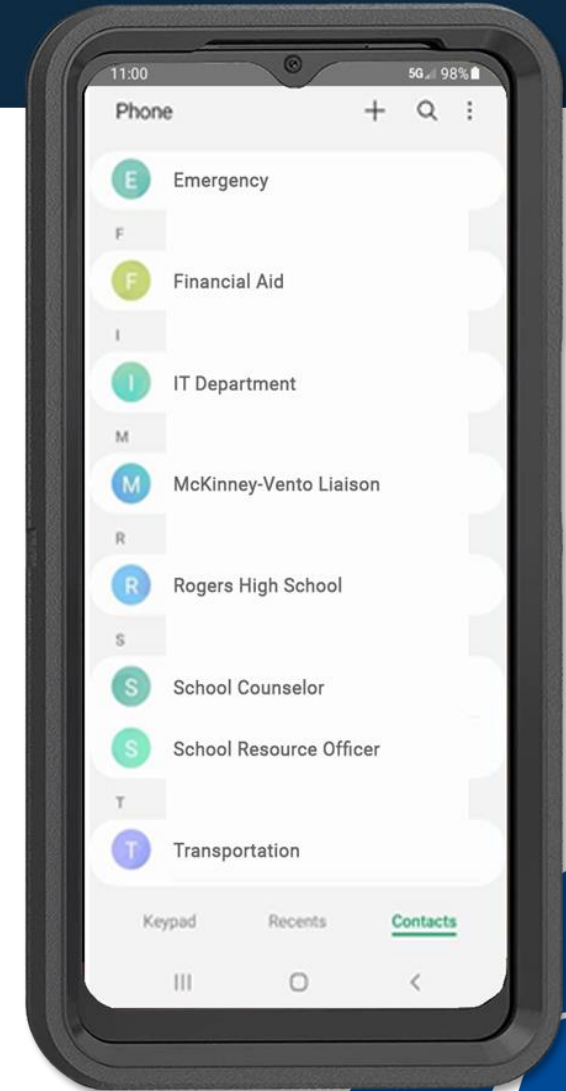 11:00 5G 98%
Phone
E Emergency
F
F Financial Aid
I
I IT Department
M
M McKinney-Vento Liaison
R
R Rogers High School
S
S School Counselor
S School Resource Officer
T
T Transportation
Keypad Recents Contacts